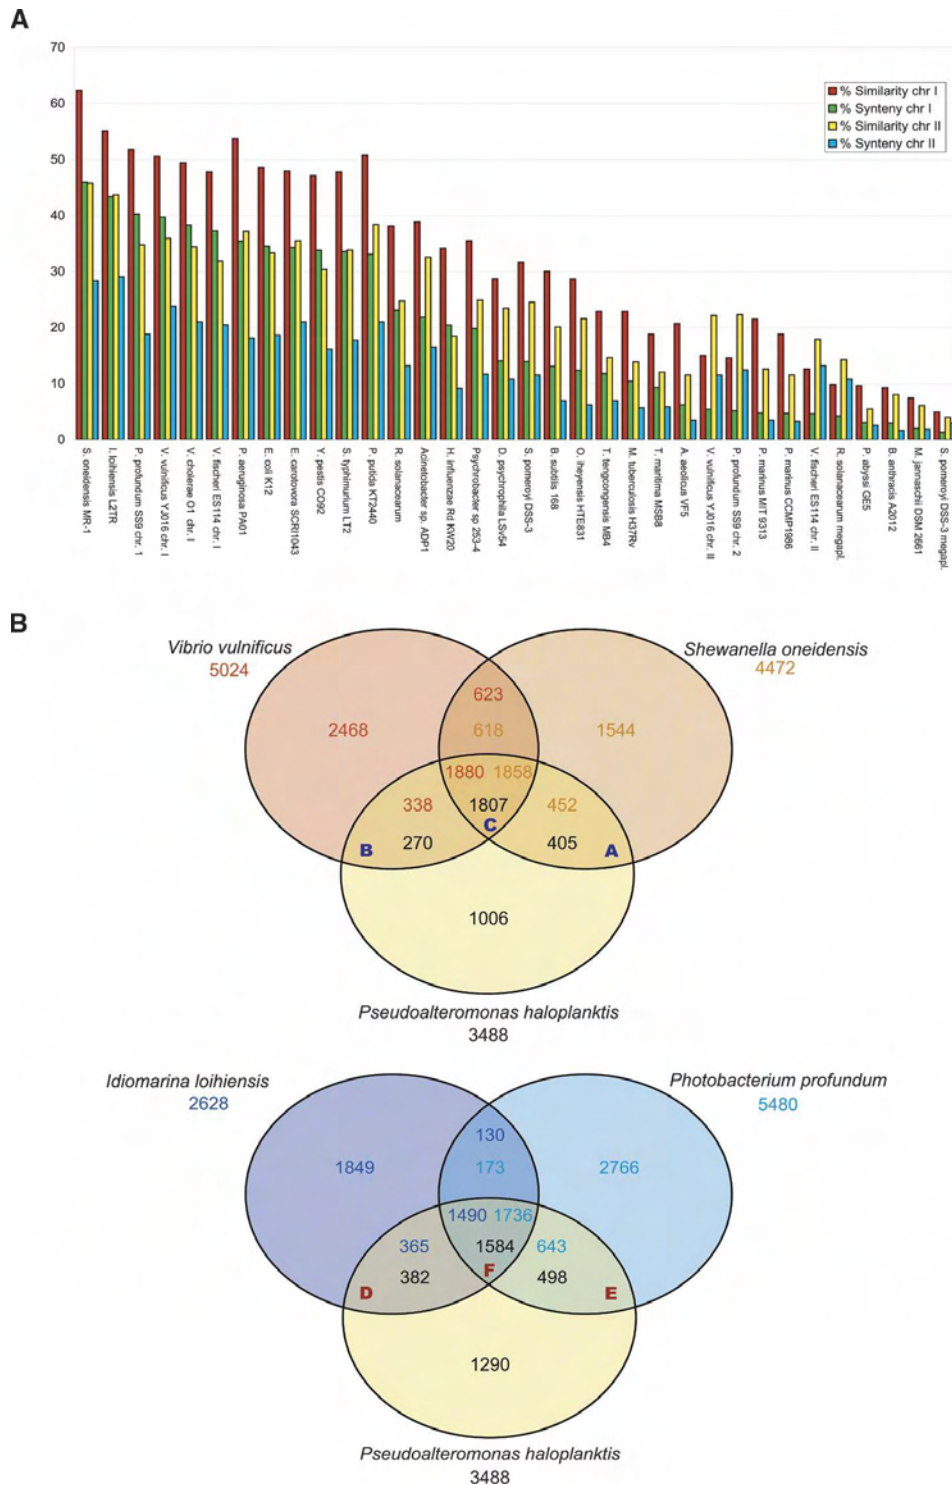 A
70
60
50
40
30
20
10
0
% Similarity chr I
% Synteny chr I
% Similarity chr II
% Synteny chr II
S. oneidensis MR-1
I. loihiensis L2TR
P. profundum SS9 chr. 1
V. vulnificus YJ016 chr. I
V. cholerae O1 chr. I
V. fischeri ES114 chr. I
P. aeruginosa PA01
E. coli K12
E. carotovora SCRI1043
Y. pestis CO92
S. typhimurium LT2
P. putida KT2440
R. solanacearum
Acinetobacter sp. ADP1
H. influenzae Rd KW20
Psychrobacter sp 253-4
D. psychrophila LSv54
S. pomeroyi DSS-3
B. subtilis 168
O. iheyensis HTE831
T. tengcongensis MB4
M. tuberculosis H37Rv
T. maritima MSB8
A. aeolicus VF5
V. vulnificus YJ016 chr. II
P. profundum SS9 chr. 2
P. marinus MIT 9313
P. marinus CCMP1986
V. fischeri ES114 chr. II
R. solanacearum megapl.
P. abyssi GE5
B. anthracis A2012
M. jannaschii DSM 2661
S. pomeroyi DSS-3 megapl.
B
Vibrio vulnificus
5024
Shewanella oneidensis
4472
623
2468
618
1544
1880 1858
338
1807
452
C
B
270
405
A
1006
Pseudoalteromonas haloplanktis
3488
Idiomarina loihiensis
2628
Photobacterium profundum
5480
130
1849
173
2766
1490 1736
365
1584
643
F
382
498
D
E
1290
Pseudoalteromonas haloplanktis
3488